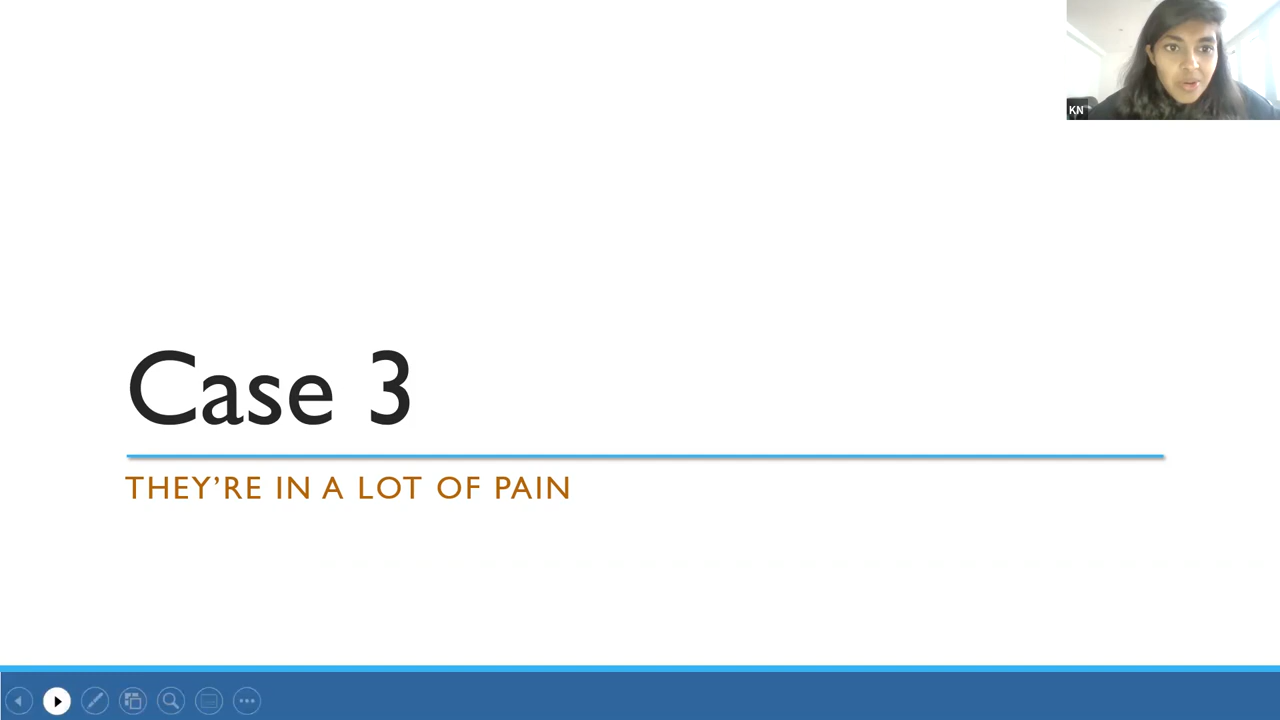 KN
Case 3
THEY’RE IN A LOT OF PAIN